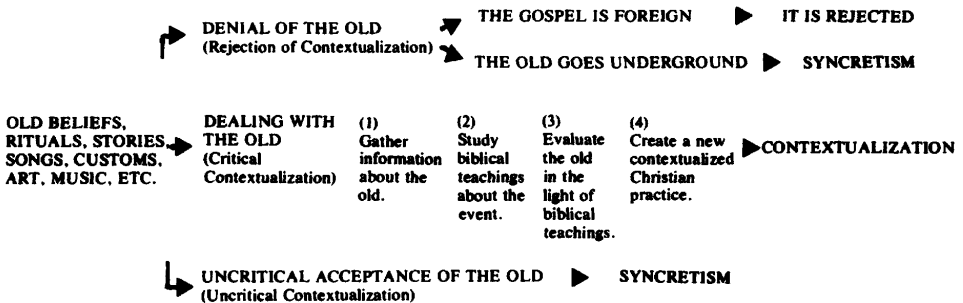 DENIAL OF THE OLD
(Rejection of Contextualization)
THE GOSPEL IS FOREIGN
IT IS REJECTED
THE OLD GOES UNDERGROUND
SYNCRETISM
OLD BELIEFS,
RITUALS, STORIES,
SONGS, CUSTOMS,
ART, MUSIC, ETC.
DEALING WITH
THE OLD
(Critical
Contextualization)
(1)
Gather
information
about the
old.
(2)
Study
biblical
teachings
about the
event.
(3)
Evaluate
the old
in the
light of
biblical
teachings.
(4)
Create a new
contextualized
Christian
practice.
CONTEXTUALIZATION
UNCRITICAL ACCEPTANCE OF THE OLD
(Uncritical Contextualization)
SYNCRETISM